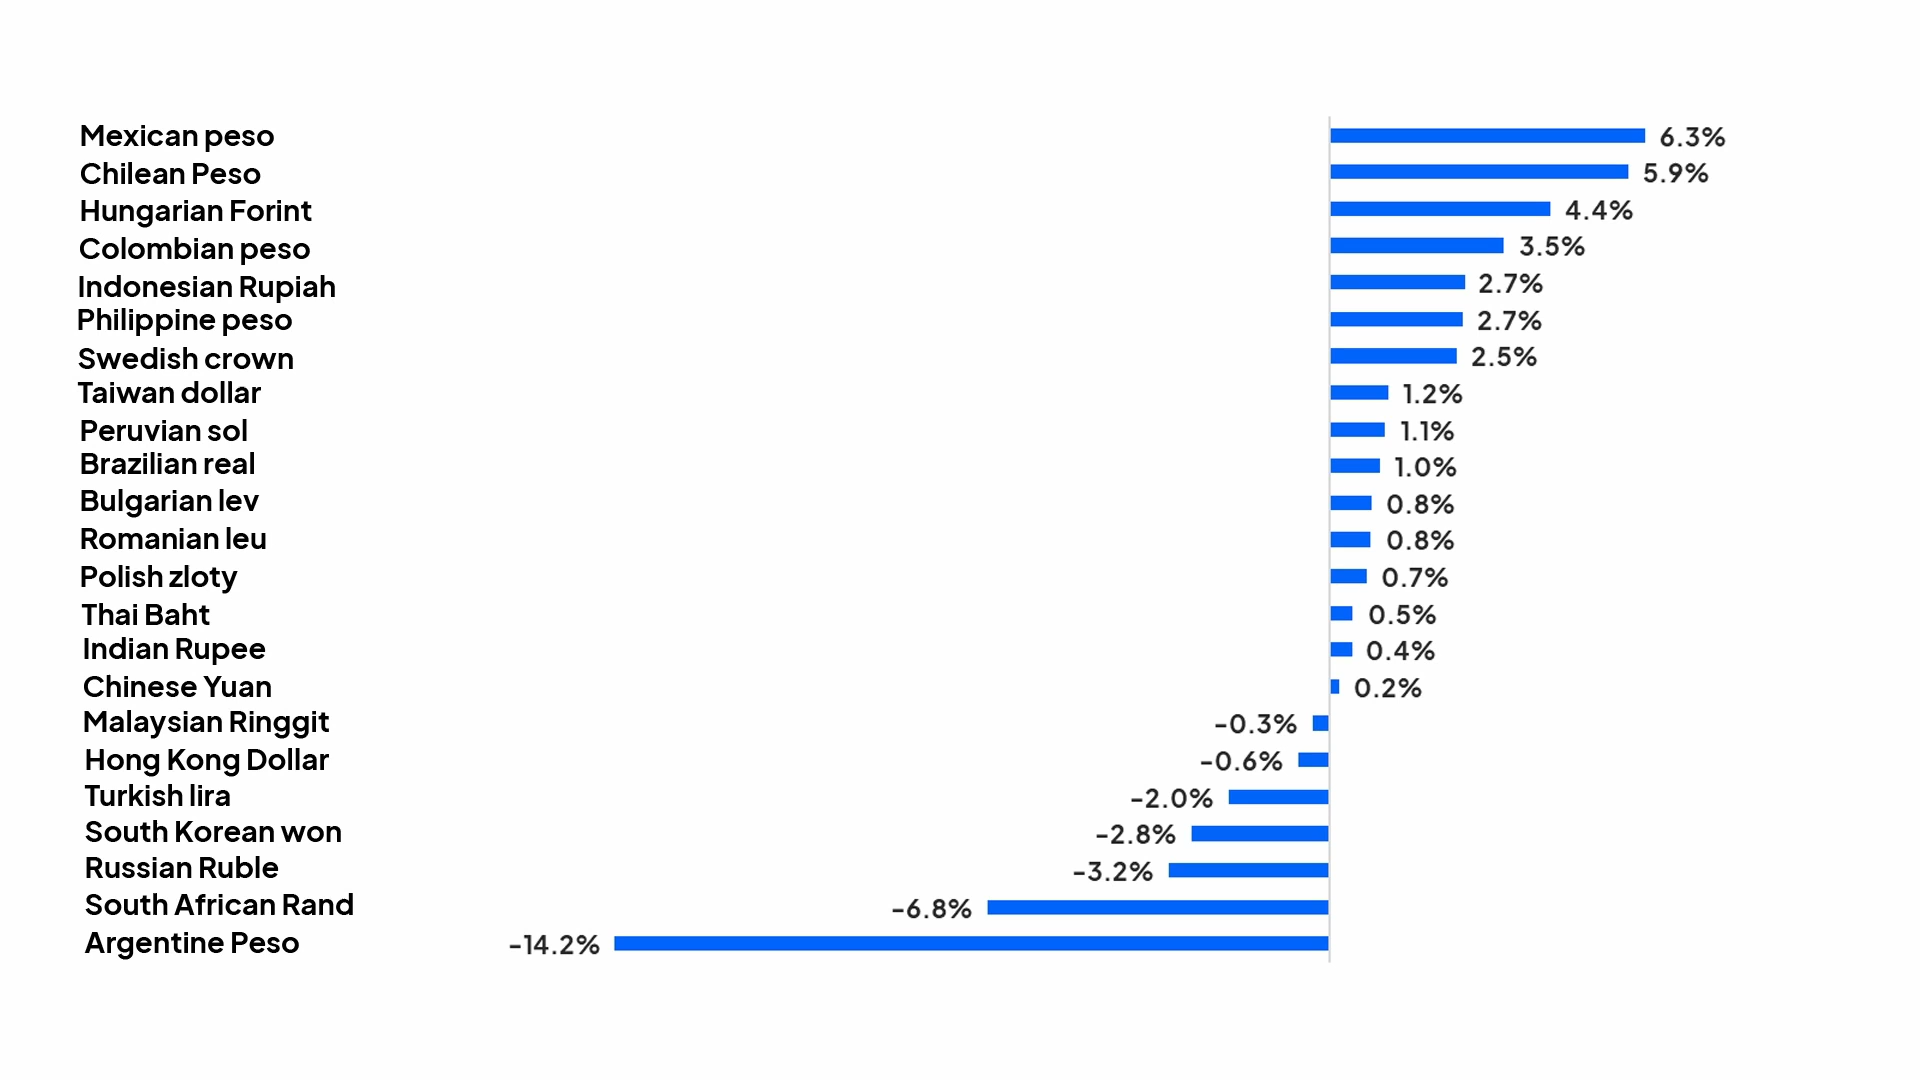 Mexican peso 6.3%
Chilean Peso 5.9%
Hungarian Forint 4.4%
Colombian peso 3.5%
Indonesian Rupiah 2.7%
Philippine peso 2.7%
Swedish crown 2.5%
Taiwan dollar 1.2%
Peruvian sol 1.1%
Brazilian real 1.0%
Bulgarian lev 0.8%
Romanian leu 0.8%
Polish zloty 0.7%
Thai Baht 0.5%
Indian Rupee 0.4%
Chinese Yuan 0.2%
Malaysian Ringgit -0.3%
Hong Kong Dollar -0.6%
Turkish lira -2.0%
South Korean won -2.8%
Russian Ruble -3.2%
South African Rand -6.8%
Argentine Peso -14.2%